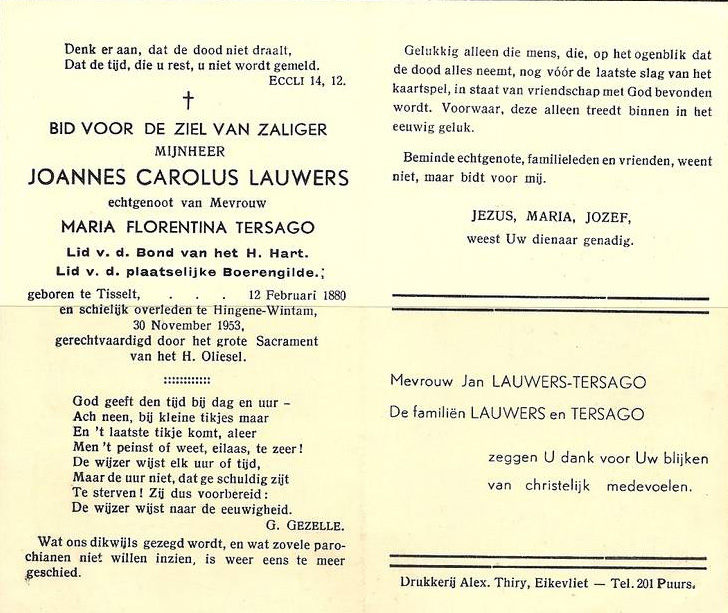 Denk er aan, dat de dood niet draalt,
Dat de tijd, die u rest, u niet wordt gemeld.
ECCLI 14, 12.
†
BID VOOR DE ZIEL VAN ZALIGER
MIJNHEER
JOANNES CAROLUS LAUWERS
echtgenoot van Mevrouw
MARIA FLORENTINA TERSAGO
Lid v. d. Bond van het H. Hart.
Lid v. d. plaatselijke Boerengilde.;
geboren te Tisselt, . . . 12 Februari 1880
en schielijk overleden te Hingene-Wintam,
30 November 1953,
gerechtvaardigd door het grote Sacrament
van het H. Oliesel.
::::::::::::
God geeft den tijd bij dag en uur –
Ach neen, bij kleine tikjes maar
En 't laatste tikje komt, aleer
Men 't peinst of weet, eilaas, te zeer!
De wijzer wijst elk uur of tijd,
Maar de uur niet, dat ge schuldig zijt
Te sterven! Zij dus voorbereid:
De wijzer wijst naar de eeuwigheid.
G. GEZELLE.
Wat ons dikwijls gezegd wordt, en wat zovele paro-
chianen niet willen inzien, is weer eens te meer
geschied.
Gelukkig alleen die mens, die, op het ogenblik dat
de dood alles neemt, nog vóór de laatste slag van het
kaartspel, in staat van vriendschap met God bevonden
wordt. Voorwaar, deze alleen treedt binnen in het
eeuwig geluk.
Beminde echtgenote, familieleden en vrienden, weent
niet, maar bidt voor mij.
JEZUS, MARIA, JOZEF,
weest Uw dienaar genadig.
Mevrouw Jan LAUWERS-TERSAGO
De familiën LAUWERS en TERSAGO
zeggen U dank voor Uw blijken
van christelijk medevoelen.
Drukkerij Alex. Thiry, Eikevliet — Tel. 201 Puurs.